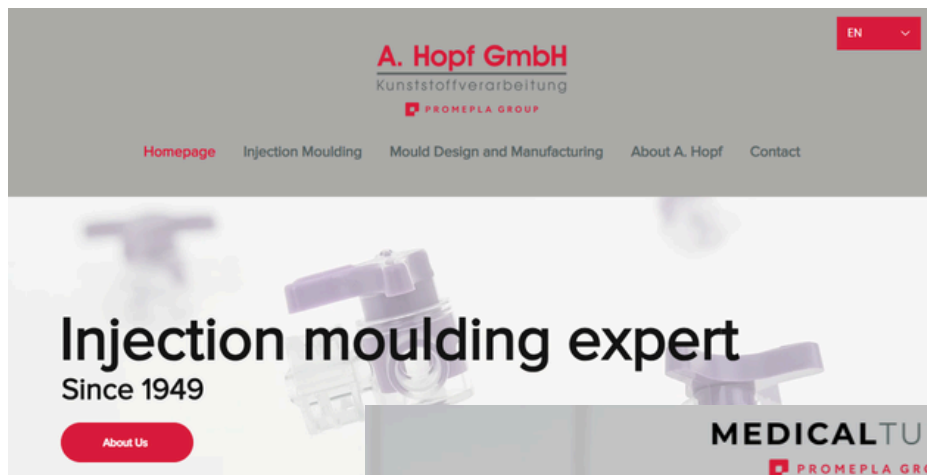 EN
A. Hopf GmbH
Kunststoffverarbeitung
PROMEPLA GROUP
Homepage Injection Moulding Mould Design and Manufacturing About A. Hopf Contact
Injection moulding expert
Since 1949
About Us
MEDICALTU
PROMEPLA GRO